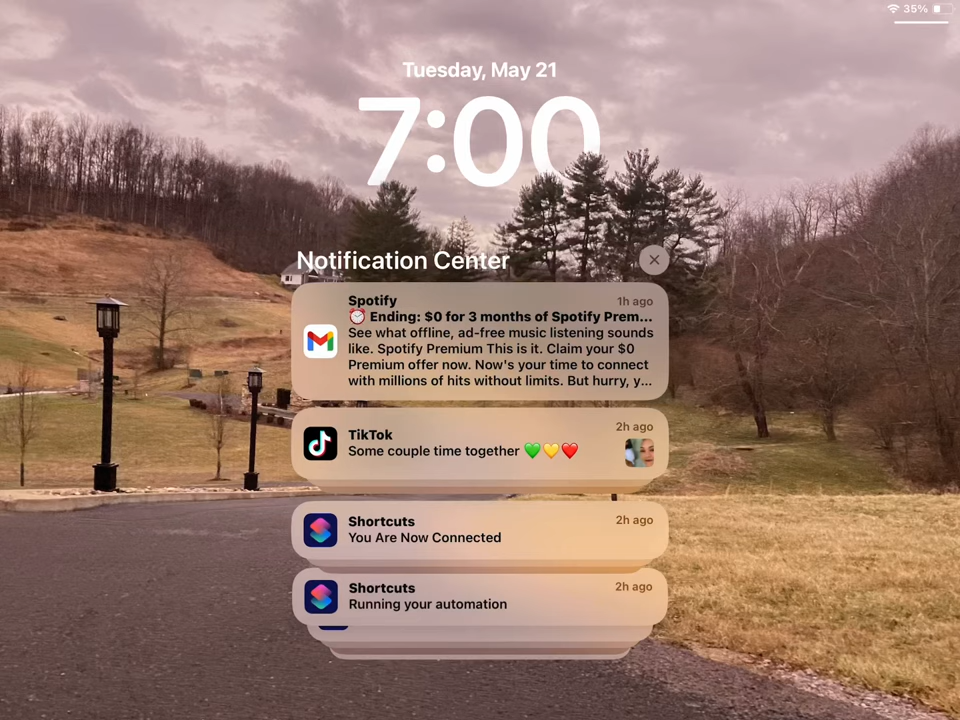 35%
Tuesday, May 21
7:00
Notification Center
Spotify
1h ago
⏰ Ending: $0 for 3 months of Spotify Prem...
See what offline, ad-free music listening sounds
like. Spotify Premium This is it. Claim your $0
Premium offer now. Now's your time to connect
with millions of hits without limits. But hurry, y...
2h ago
TikTok
Some couple time together 💚💛❤️
Shortcuts
2h ago
You Are Now Connected
Shortcuts
2h ago
Running your automation